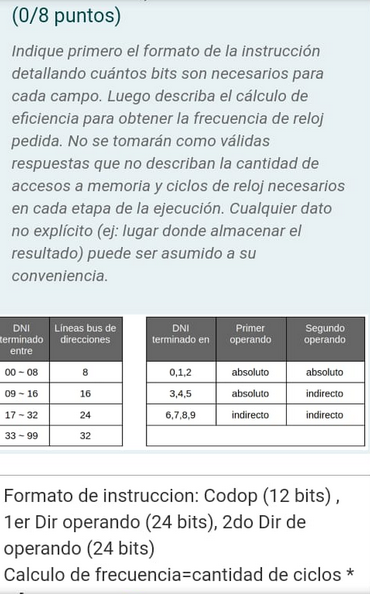 (0/8 puntos)
Indique primero el formato de la instrucción
detallando cuántos bits son necesarios para
cada campo. Luego describa el cálculo de
eficiencia para obtener la frecuencia de reloj
pedida. No se tomarán como válidas
respuestas que no describan la cantidad de
accesos a memoria y ciclos de reloj necesarios
en cada etapa de la ejecución. Cualquier dato
no explícito (ej: lugar donde almacenar el
resultado) puede ser asumido a su
conveniencia.
DNI terminado entre Líneas bus de direcciones
00 ~ 08 8
09 ~ 16 16
17 ~ 32 24
33 ~ 99 32
DNI terminado en Primer operando Segundo operando
0,1,2 absoluto absoluto
3,4,5 absoluto indirecto
6,7,8,9 indirecto indirecto
Formato de instruccion: Codop (12 bits) ,
1er Dir operando (24 bits), 2do Dir de
operando (24 bits)
Calculo de frecuencia=cantidad de ciclos *